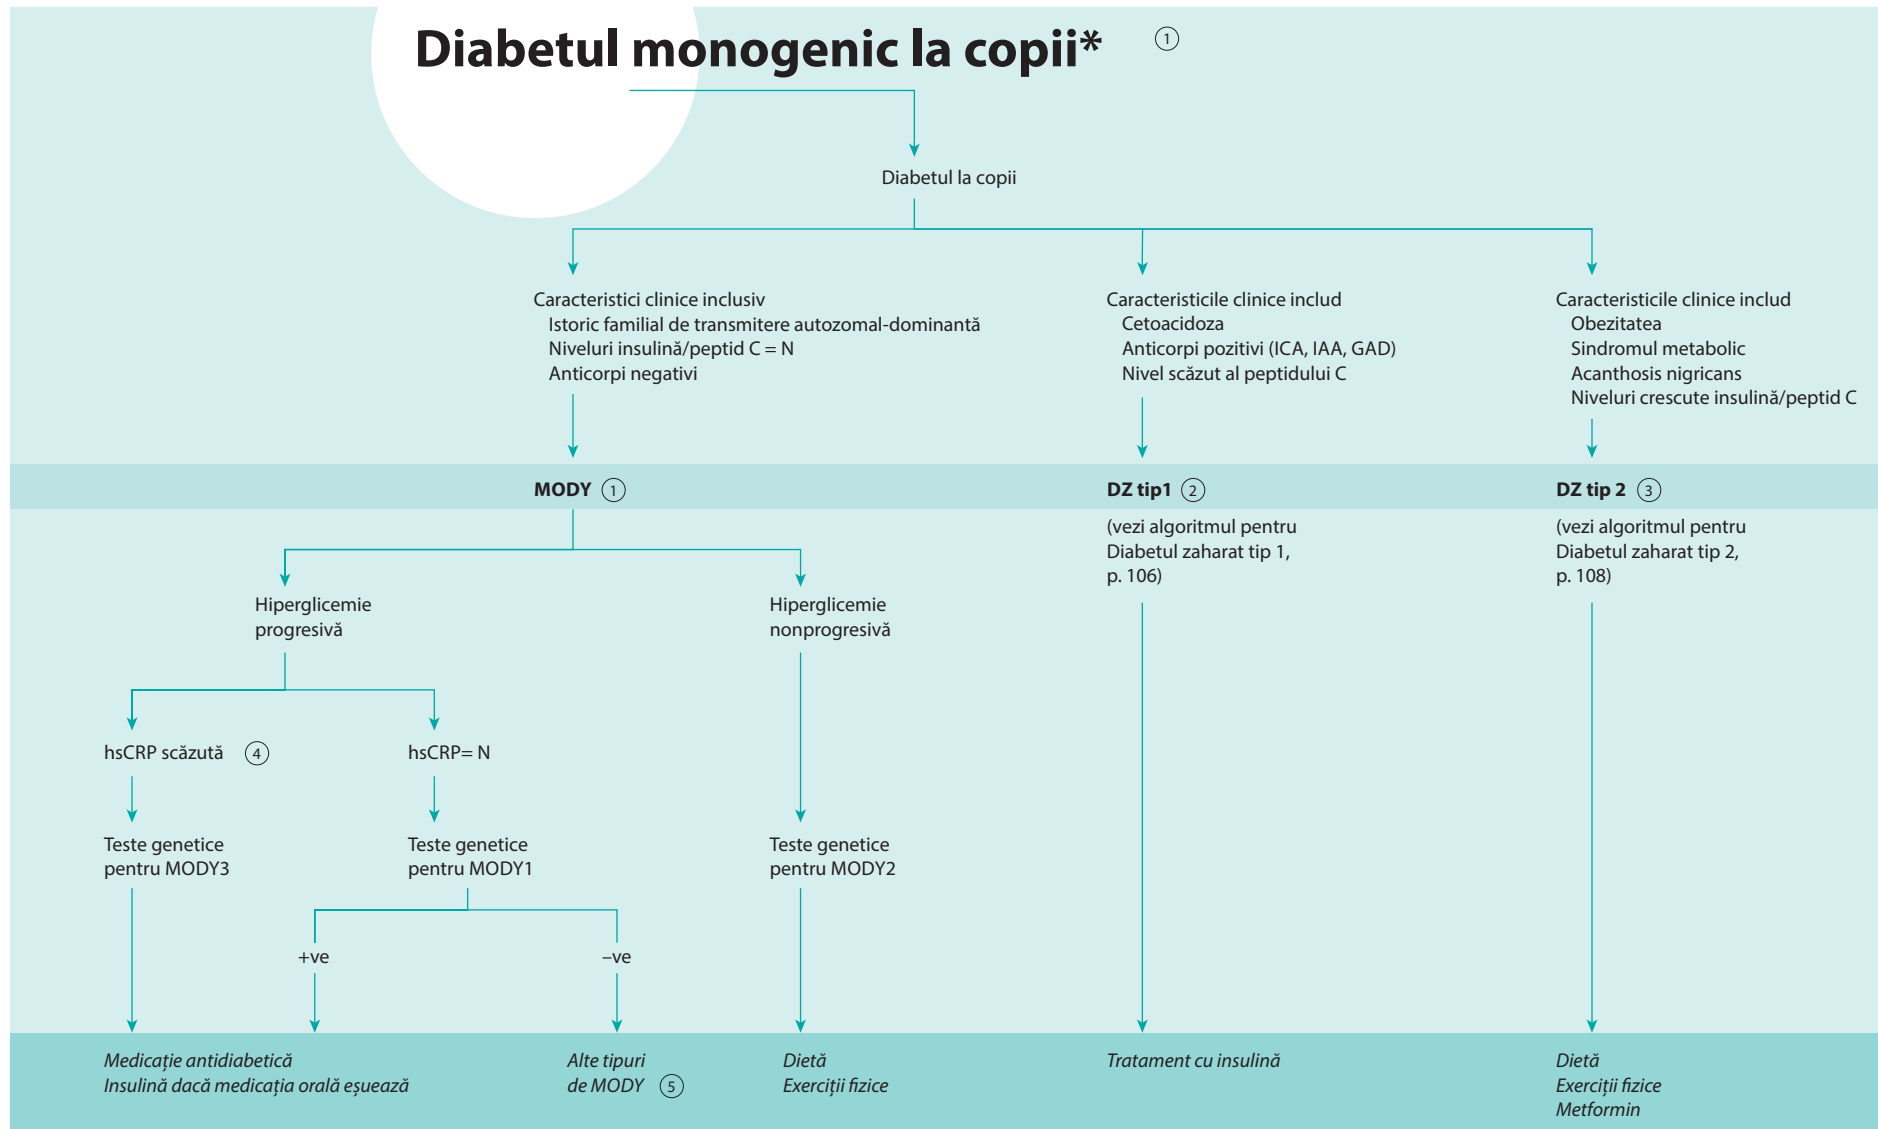 Diabetul monogenic la copii* 1
Diabetul la copii
Caracteristici clinice inclusiv
Istoric familial de transmitere autozomal-dominantă
Niveluri insulină/peptid C = N
Anticorpi negativi
Caracteristicile clinice includ
Cetoacidoza
Anticorpi pozitivi (ICA, IAA, GAD)
Nivel scăzut al peptidului C
Caracteristicile clinice includ
Obezitatea
Sindromul metabolic
Acanthosis nigricans
Niveluri crescute insulină/peptid C
MODY 1
DZ tip1 2
DZ tip 2 3
(vezi algoritmul pentru
Diabetul zaharat tip 1,
p. 106)
(vezi algoritmul pentru
Diabetul zaharat tip 2,
p. 108)
Hiperglicemie
progresivă
Hiperglicemie
nonprogresivă
hsCRP scăzută 4
hsCRP= N
Teste genetice
pentru MODY3
Teste genetice
pentru MODY1
Teste genetice
pentru MODY2
+ve
–ve
Medicație antidiabetică
Insulină dacă medicația orală eșuează
Alte tipuri
de MODY 5
Dietă
Exerciții fizice
Tratament cu insulină
Dietă
Exerciții fizice
Metformin